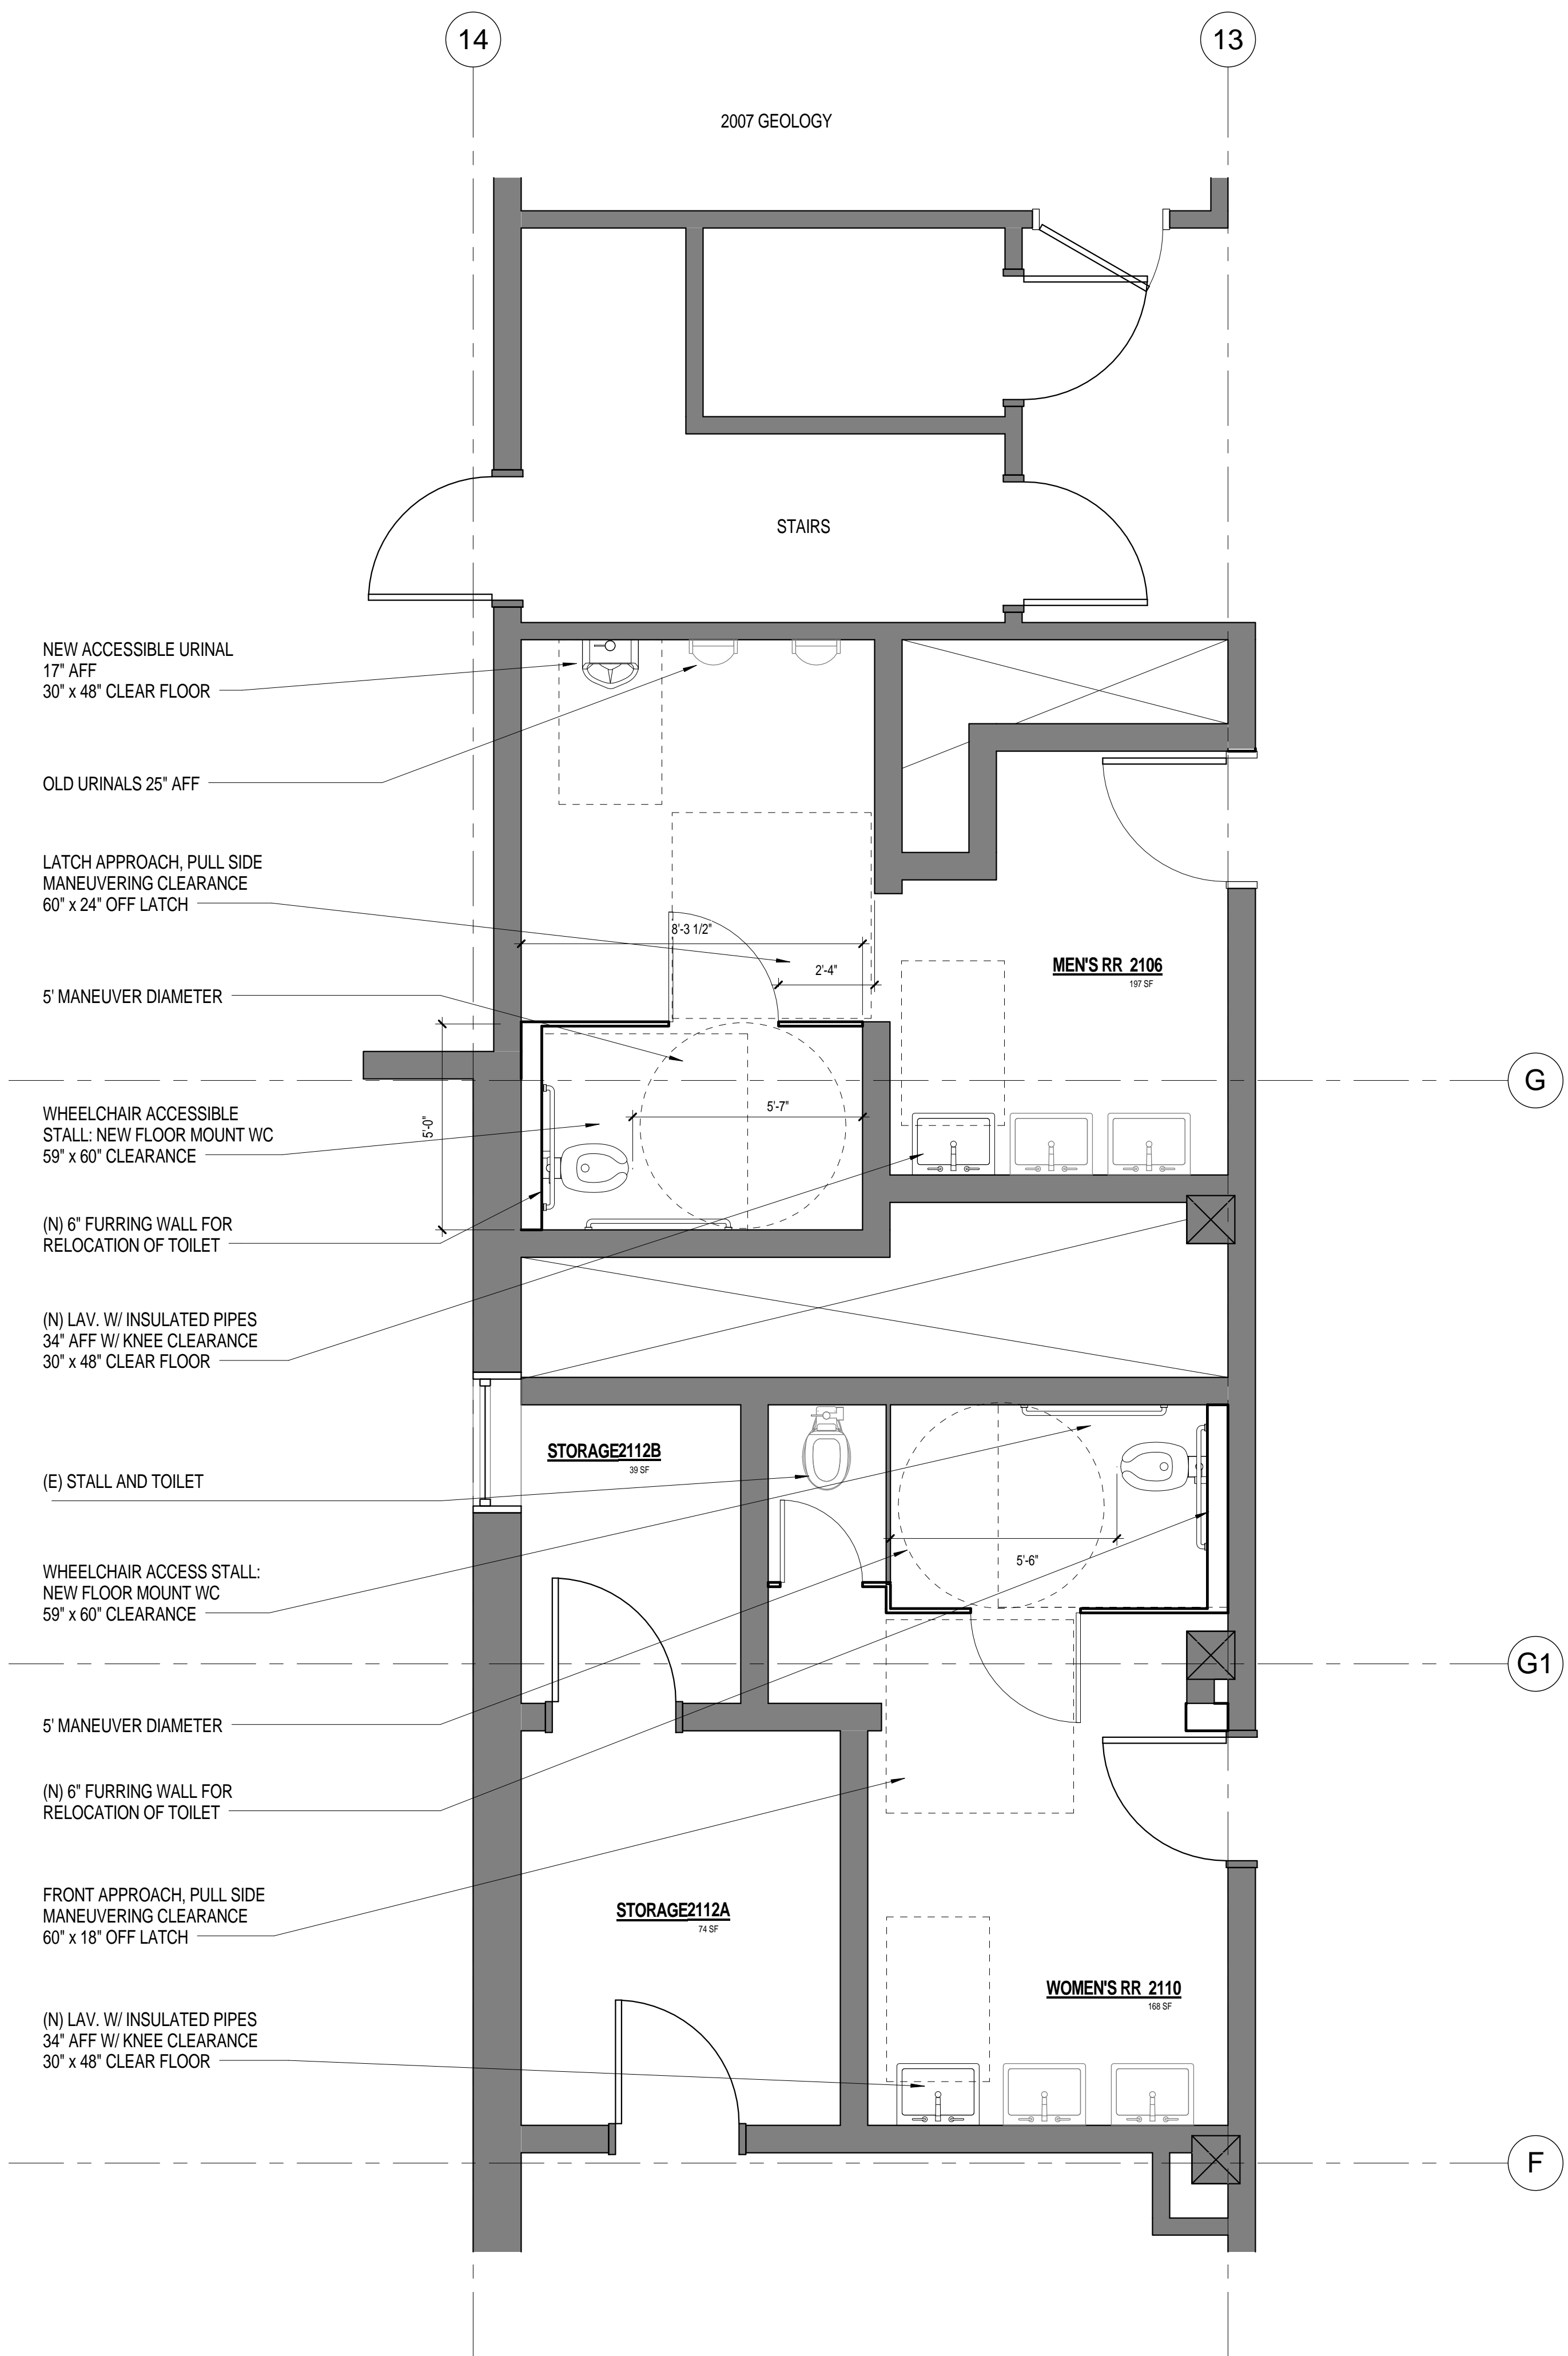 14
13
2007 GEOLOGY
STAIRS
NEW ACCESSIBLE URINAL
17" AFF
30" x 48" CLEAR FLOOR
OLD URINALS 25" AFF
LATCH APPROACH, PULL SIDE
MANEUVERING CLEARANCE
60" x 24" OFF LATCH
8'-3 1/2"
2'-4"
MEN'S RR 2106
197 SF
5' MANEUVER DIAMETER
G
WHEELCHAIR ACCESSIBLE
STALL: NEW FLOOR MOUNT WC
59" x 60" CLEARANCE
5'-0"
5'-7"
(N) 6" FURRING WALL FOR
RELOCATION OF TOILET
(N) LAV. W/ INSULATED PIPES
34" AFF W/ KNEE CLEARANCE
30" x 48" CLEAR FLOOR
STORAGE2112B
39 SF
(E) STALL AND TOILET
5'-6"
WHEELCHAIR ACCESS STALL:
NEW FLOOR MOUNT WC
59" x 60" CLEARANCE
G1
5' MANEUVER DIAMETER
(N) 6" FURRING WALL FOR
RELOCATION OF TOILET
FRONT APPROACH, PULL SIDE
MANEUVERING CLEARANCE
60" x 18" OFF LATCH
STORAGE2112A
74 SF
WOMEN'S RR 2110
168 SF
(N) LAV. W/ INSULATED PIPES
34" AFF W/ KNEE CLEARANCE
30" x 48" CLEAR FLOOR
F